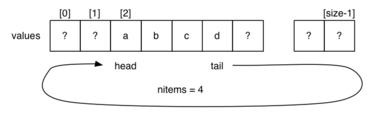 [0] [1] [2] [size-1]
values ? ? a b c d ? ? ?
head tail
nitems = 4